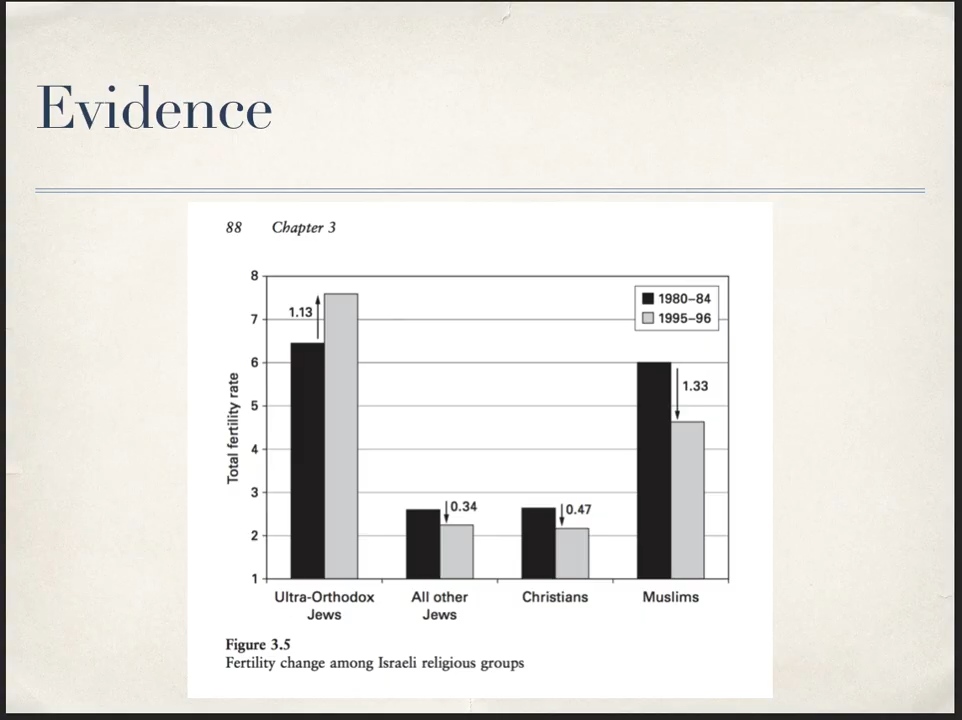 Evidence
88 Chapter 3
8
7
6
5
4
3
2
1
Total fertility rate
1980–84
1995–96
1.13
0.34
0.47
1.33
Ultra-Orthodox
Jews
All other
Jews
Christians
Muslims
Figure 3.5
Fertility change among Israeli religious groups